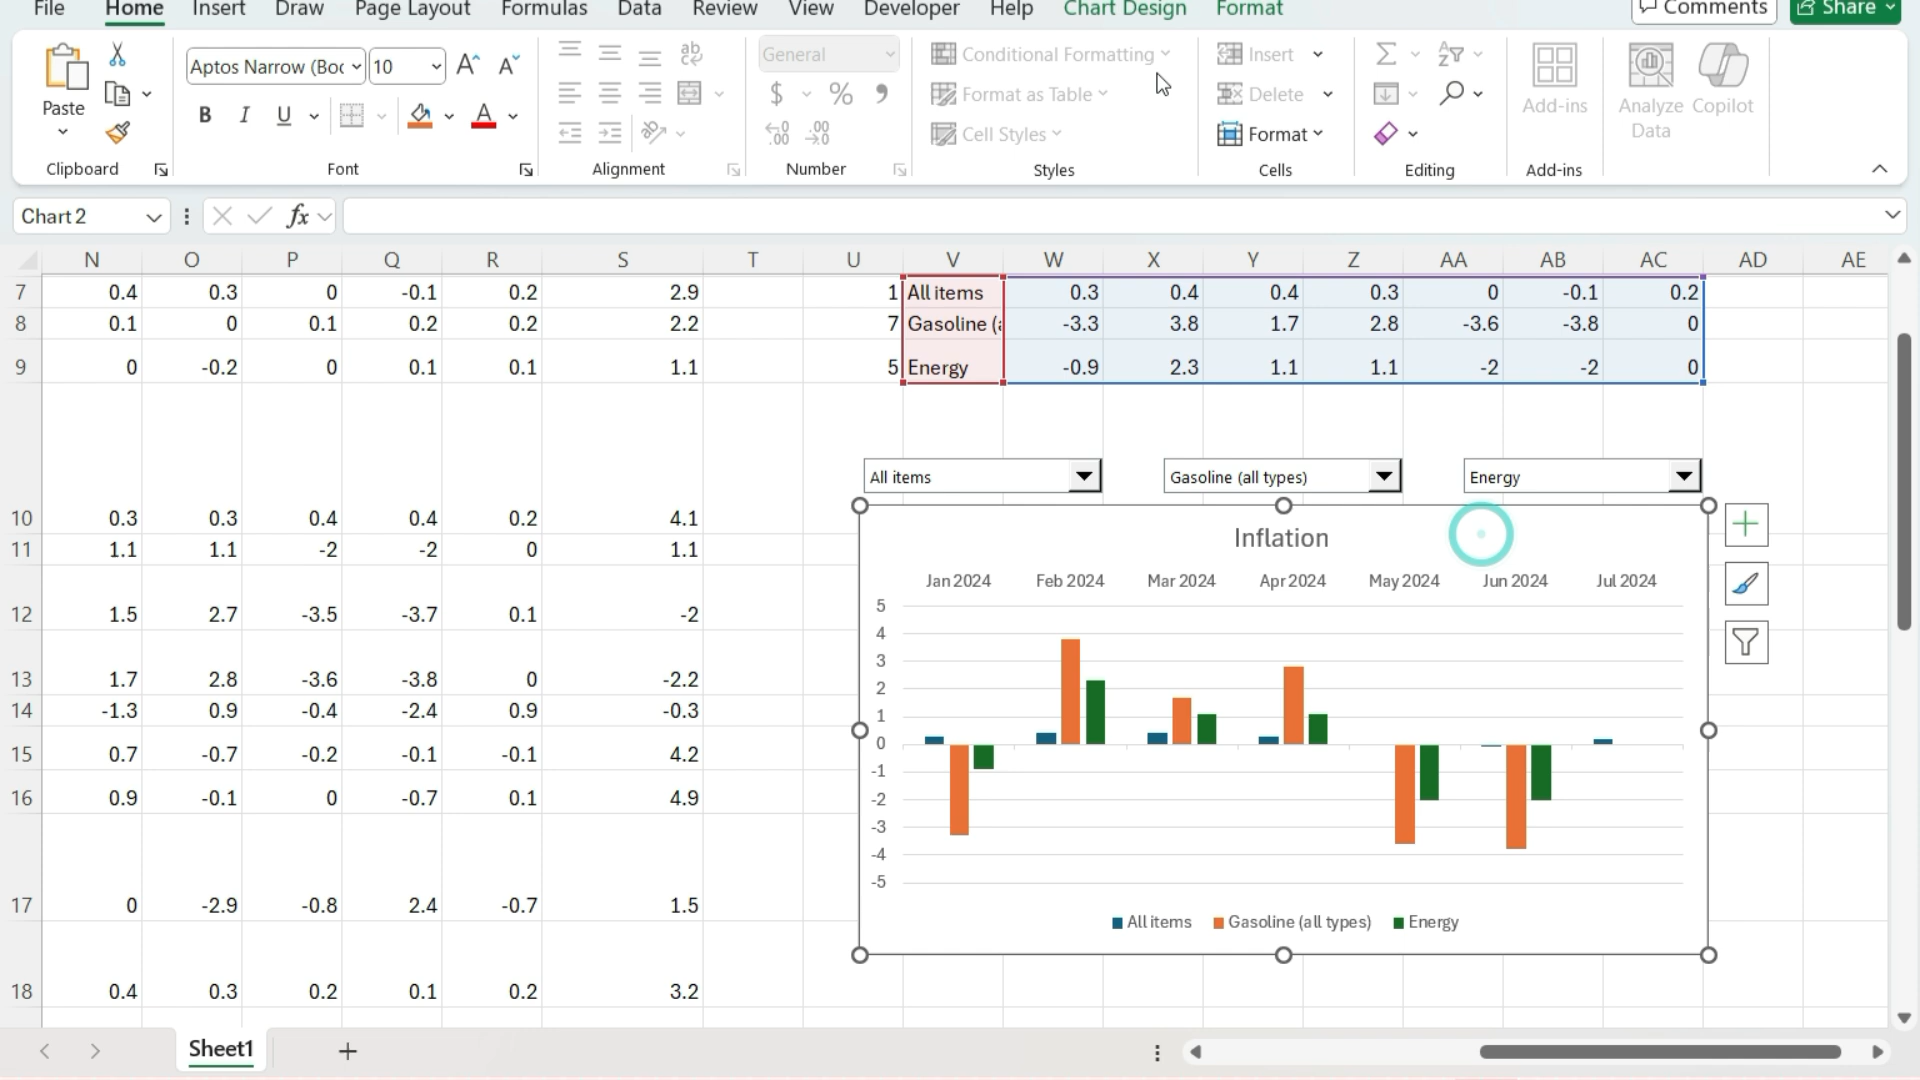 File Home Insert Draw Page Layout Formulas Data Review View Developer Help Chart Design Format Comments Share
Paste
Clipboard
Aptos Narrow (Boc 10
B I U
Font
ab
Alignment
General
$ % 9
Number
Conditional Formatting
Format as Table
Cell Styles
Styles
Insert
Delete
Format
Cells
Editing
Add-ins
Add-ins
Analyze Data
Copilot
Chart 2
fx
N O P Q R S T U V W X Y Z AA AB AC AD AE
7 0.4 0.3 0 -0.1 0.2 2.9 1 All items 0.3 0.4 0.4 0.3 0 -0.1 0.2
8 0.1 0 0.1 0.2 0.2 2.2 7 Gasoline (a -3.3 3.8 1.7 2.8 -3.6 -3.8 0
9 0 -0.2 0 0.1 0.1 1.1 5 Energy -0.9 2.3 1.1 1.1 -2 -2 0
All items Gasoline (all types) Energy
10 0.3 0.3 0.4 0.4 0.2 4.1
11 1.1 1.1 -2 -2 0 1.1
12 1.5 2.7 -3.5 -3.7 0.1 -2
13 1.7 2.8 -3.6 -3.8 0 -2.2
14 -1.3 0.9 -0.4 -2.4 0.9 -0.3
15 0.7 -0.7 -0.2 -0.1 -0.1 4.2
16 0.9 -0.1 0 -0.7 0.1 4.9
17 0 -2.9 -0.8 2.4 -0.7 1.5
18 0.4 0.3 0.2 0.1 0.2 3.2
Inflation
Jan 2024 Feb 2024 Mar 2024 Apr 2024 May 2024 Jun 2024 Jul 2024
5
4
3
2
1
0
-1
-2
-3
-4
-5
All items Gasoline (all types) Energy
Sheet1